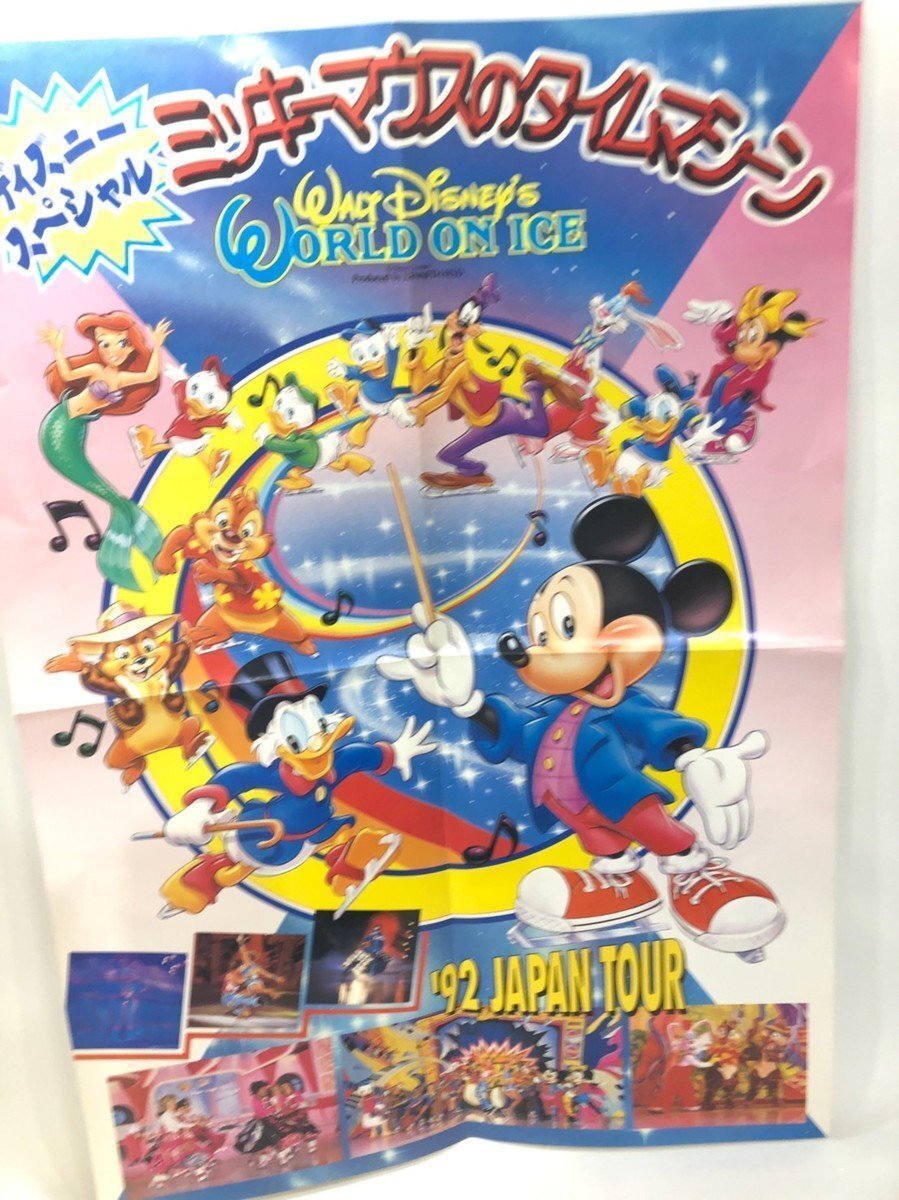 ディズニー
スペシャル
ミッキーマウスのタイムマシーン
WALT DISNEY'S
WORLD ON ICE
'92 JAPAN TOUR